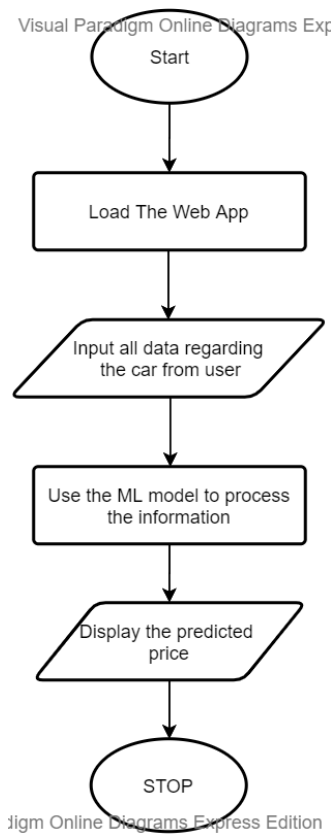 Visual Paradigm Online Diagrams Exp
Start
Load The Web App
Input all data regarding
the car from user
Use the ML model to process
the information
Display the predicted
price
STOP
digm Online Diagrams Express Edition